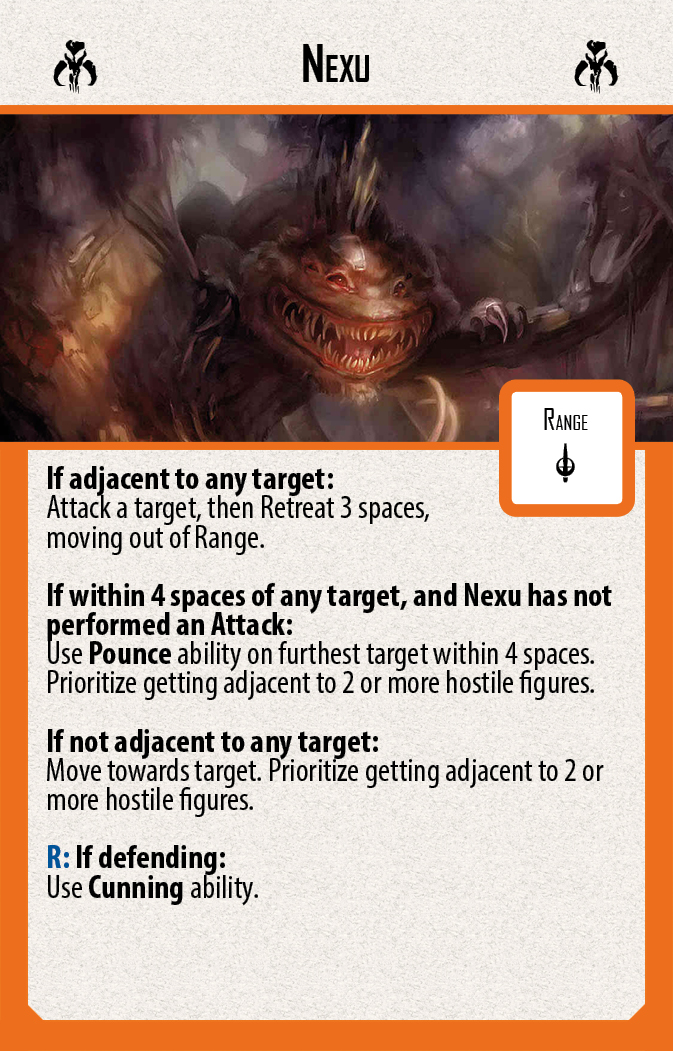 Nexu
Range
If adjacent to any target:
Attack a target, then Retreat 3 spaces,
moving out of Range.
If within 4 spaces of any target, and Nexu has not
performed an Attack:
Use Pounce ability on furthest target within 4 spaces.
Prioritize getting adjacent to 2 or more hostile figures.
If not adjacent to any target:
Move towards target. Prioritize getting adjacent to 2 or
more hostile figures.
R: If defending:
Use Cunning ability.